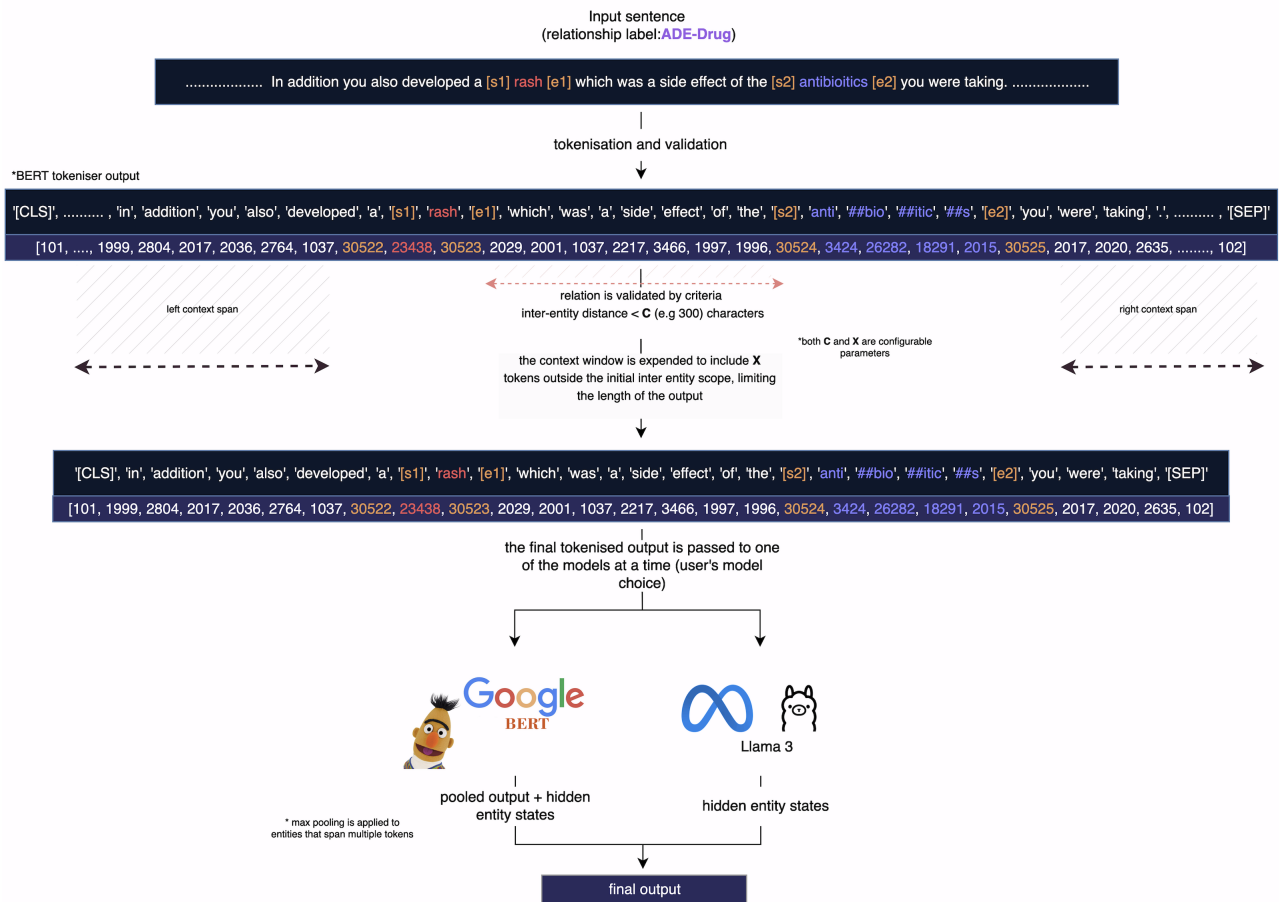 Input sentence
(relationship label:ADE-Drug)
.................. In addition you also developed a [s1] rash [e1] which was a side effect of the [s2] antibioitics [e2] you were taking. ..................
tokenisation and validation
*BERT tokeniser output
'[CLS]', .......... , 'in', 'addition', 'you', 'also', 'developed', 'a', '[s1]', 'rash', '[e1]', 'which', 'was', 'a', 'side', 'effect', 'of', 'the', '[s2]', 'anti', '##bio', '##itic', '##s', '[e2]', 'you', 'were', 'taking', '.', .......... , '[SEP]'
[101, ...., 1999, 2804, 2017, 2036, 2764, 1037, 30522, 23438, 30523, 2029, 2001, 1037, 2217, 3466, 1997, 1996, 30524, 3424, 26282, 18291, 2015, 30525, 2017, 2020, 2635, ........, 102]
left context span
relation is validated by criteria
inter-entity distance < C (e.g 300) characters
right context span
*both C and X are configurable
parameters
the context window is expended to include X
tokens outside the initial inter entity scope, limiting
the length of the output
'[CLS]', 'in', 'addition', 'you', 'also', 'developed', 'a', '[s1]', 'rash', '[e1]', 'which', 'was', 'a', 'side', 'effect', 'of', 'the', '[s2]', 'anti', '##bio', '##itic', '##s', '[e2]', 'you', 'were', 'taking', '[SEP]'
[101, 1999, 2804, 2017, 2036, 2764, 1037, 30522, 23438, 30523, 2029, 2001, 1037, 2217, 3466, 1997, 1996, 30524, 3424, 26282, 18291, 2015, 30525, 2017, 2020, 2635, 102]
the final tokenised output is passed to one
of the models at a time (user's model
choice)
Google
BERT
Llama 3
pooled output + hidden
entity states
hidden entity states
* max pooling is applied to
entities that span multiple tokens
final output